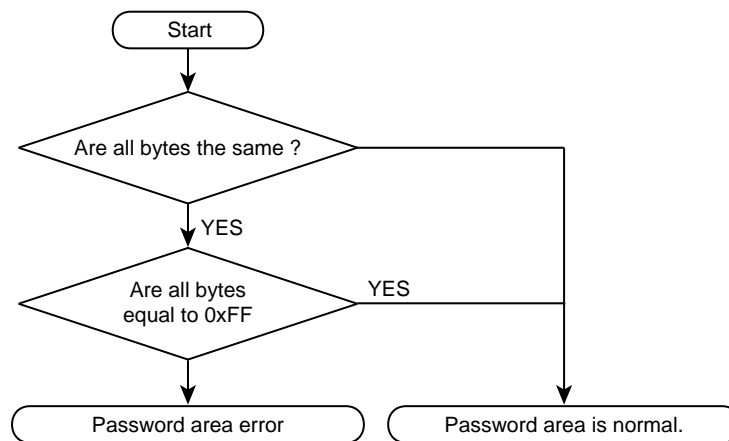 Start
Are all bytes the same ?
YES
Are all bytes
equal to 0xFF
YES
Password area error
Password area is normal.